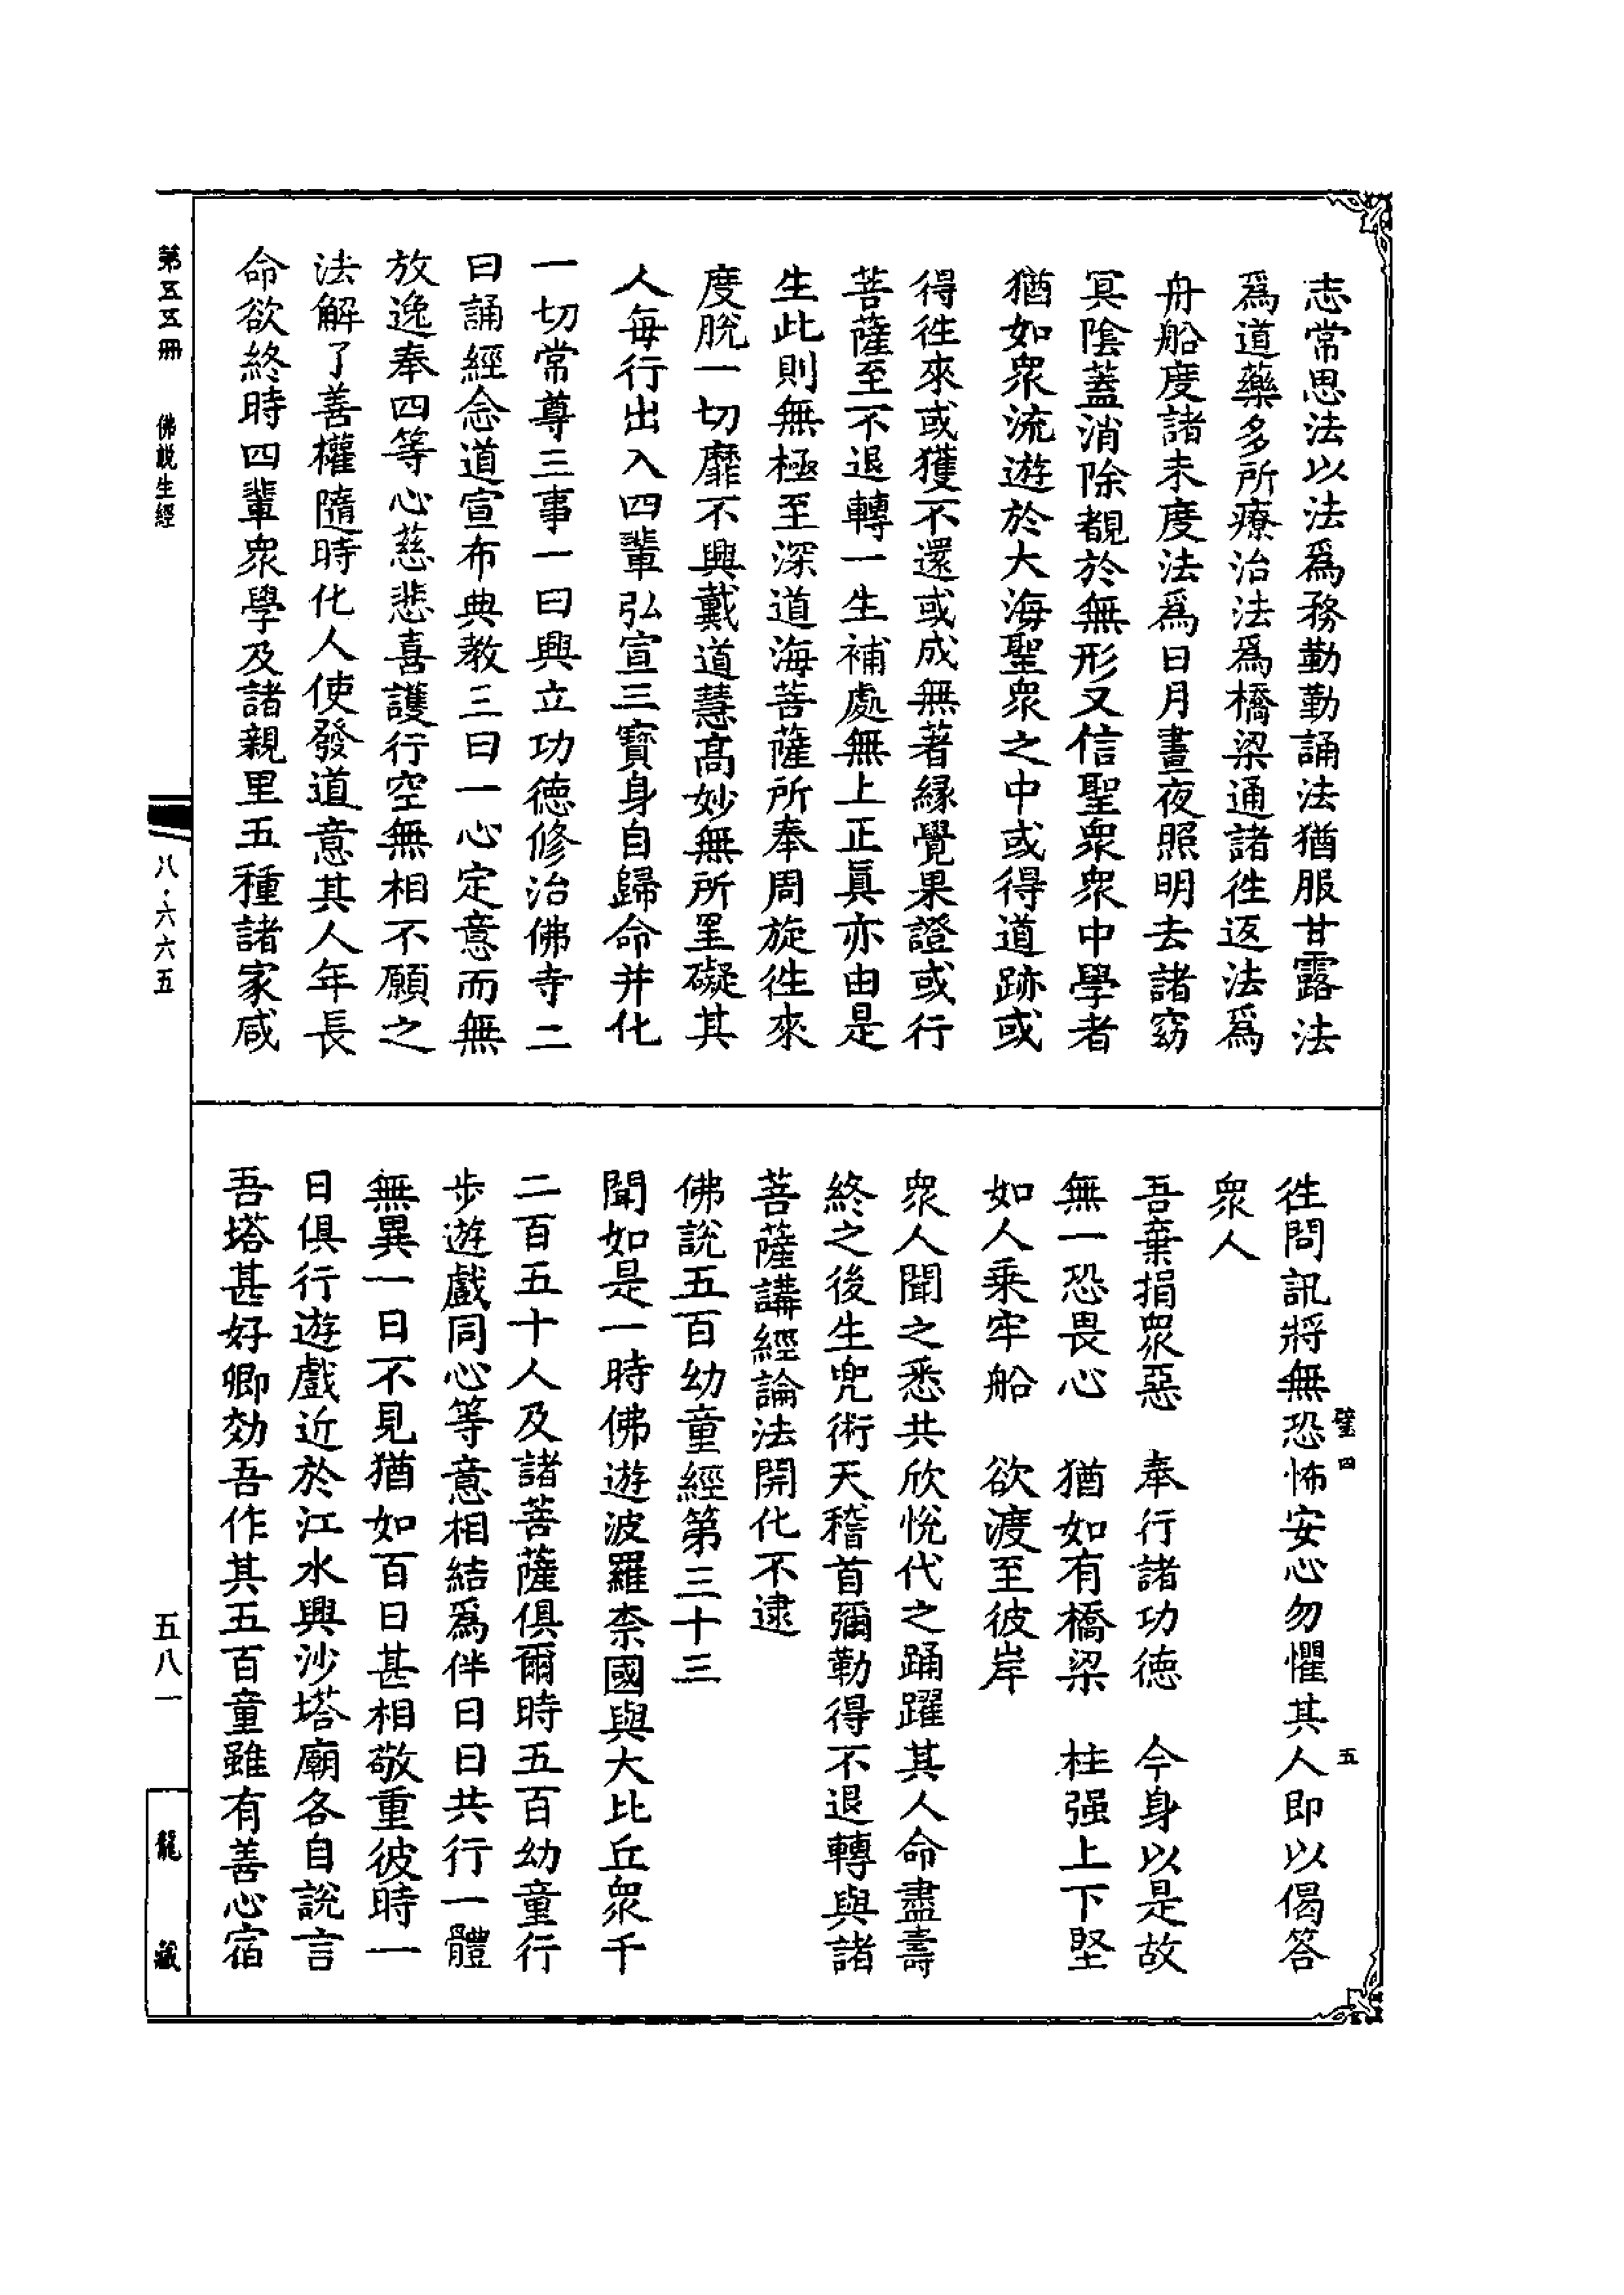 志常思法以法爲務勤勤誦法猶服甘露法
爲道藥多所療治法爲橋梁通諸徃返法爲
舟船度諸未度法爲日月晝夜照明去諸窈
冥陰蓋消除覩於無形又信聖衆衆中學者
猶如衆流遊於大海聖衆之中或得道跡或
得徃來或獲不還或成無著縁覺果證或行
菩薩至不退轉一生補處無上正眞亦由是
生此則無極至深道海菩薩所奉周旋徃來
度脫一切靡不興戴道慧高妙無所罣礙其
人每行出入四輩弘宣三寳身自歸命并化
一切常尊三事一曰興立功德修治佛寺二
曰誦經念道宣布典教三曰一心定意而無
放逸奉四等心慈悲喜護行空無相不願之
法解了善權隨時化人使發道意其人年長
命欲終時四輩衆學及諸親里五種諸家咸
徃問訊將無恐怖安心勿懼其人即以偈答
衆人
吾棄捐衆惡　奉行諸功德　今身以是故
無一恐畏心　猶如有橋梁　柱强上下堅
如人乘牢船　欲渡至彼岸
衆人聞之悉共欣悅代之踊躍其人命盡壽
終之後生兜術天稽首彌勒得不退轉與諸
菩薩講經論法開化不逮
佛說五百幼童經第三十三
聞如是一時佛遊波羅柰國與大比丘衆千
二百五十人及諸菩薩俱爾時五百幼童行
步遊戲同心等意相結爲伴日日共行一體
無異一日不見猶如百日甚相敬重彼時一
日俱行遊戲近於江水興沙塔廟各自說言
吾塔甚好卿効吾作其五百童雖有善心宿
璧四
五
第五五册　佛説生經
八·六六五
五八一
龍藏